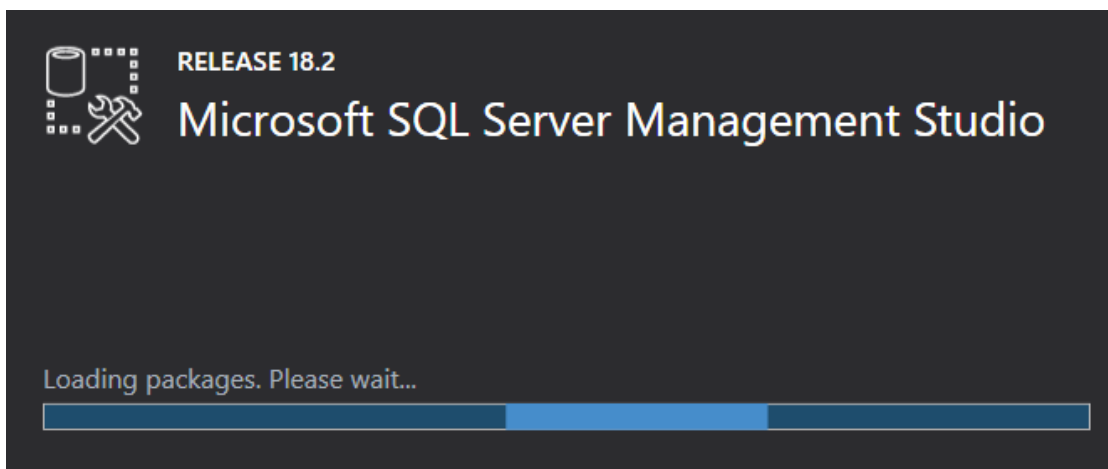 RELEASE 18.2
Microsoft SQL Server Management Studio
Loading packages. Please wait...